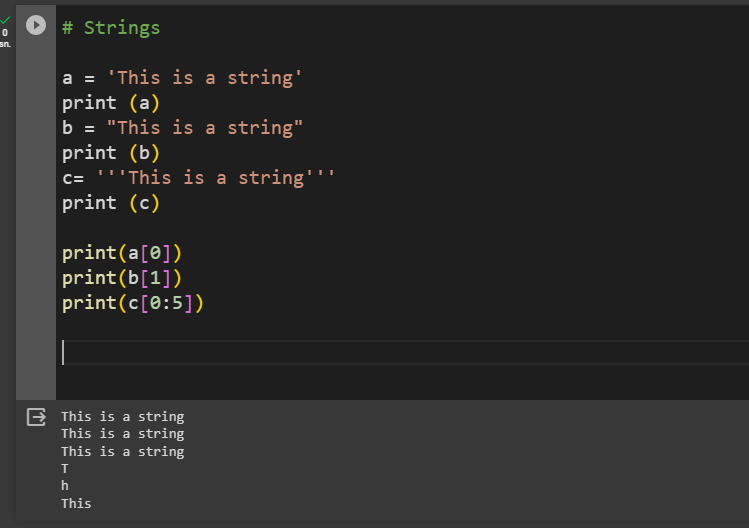 0
sn.
# Strings
a = 'This is a string'
print (a)
b = "This is a string"
print (b)
c= '''This is a string'''
print (c)
print(a[0])
print(b[1])
print(c[0:5])
This is a string
This is a string
This is a string
T
h
This